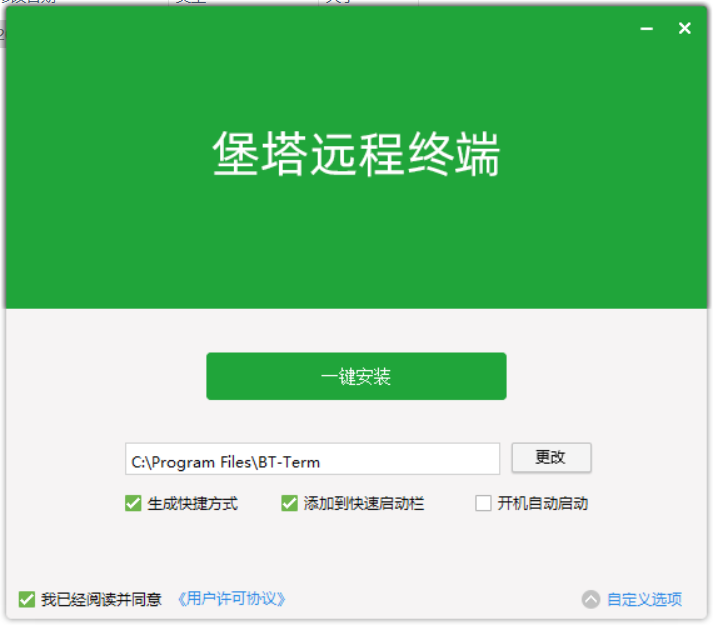 堡塔远程终端
一键安装
C:\Program Files\BT-Term 更改
生成快捷方式 添加到快速启动栏 开机自动启动
我已经阅读并同意 《用户许可协议》 自定义选项